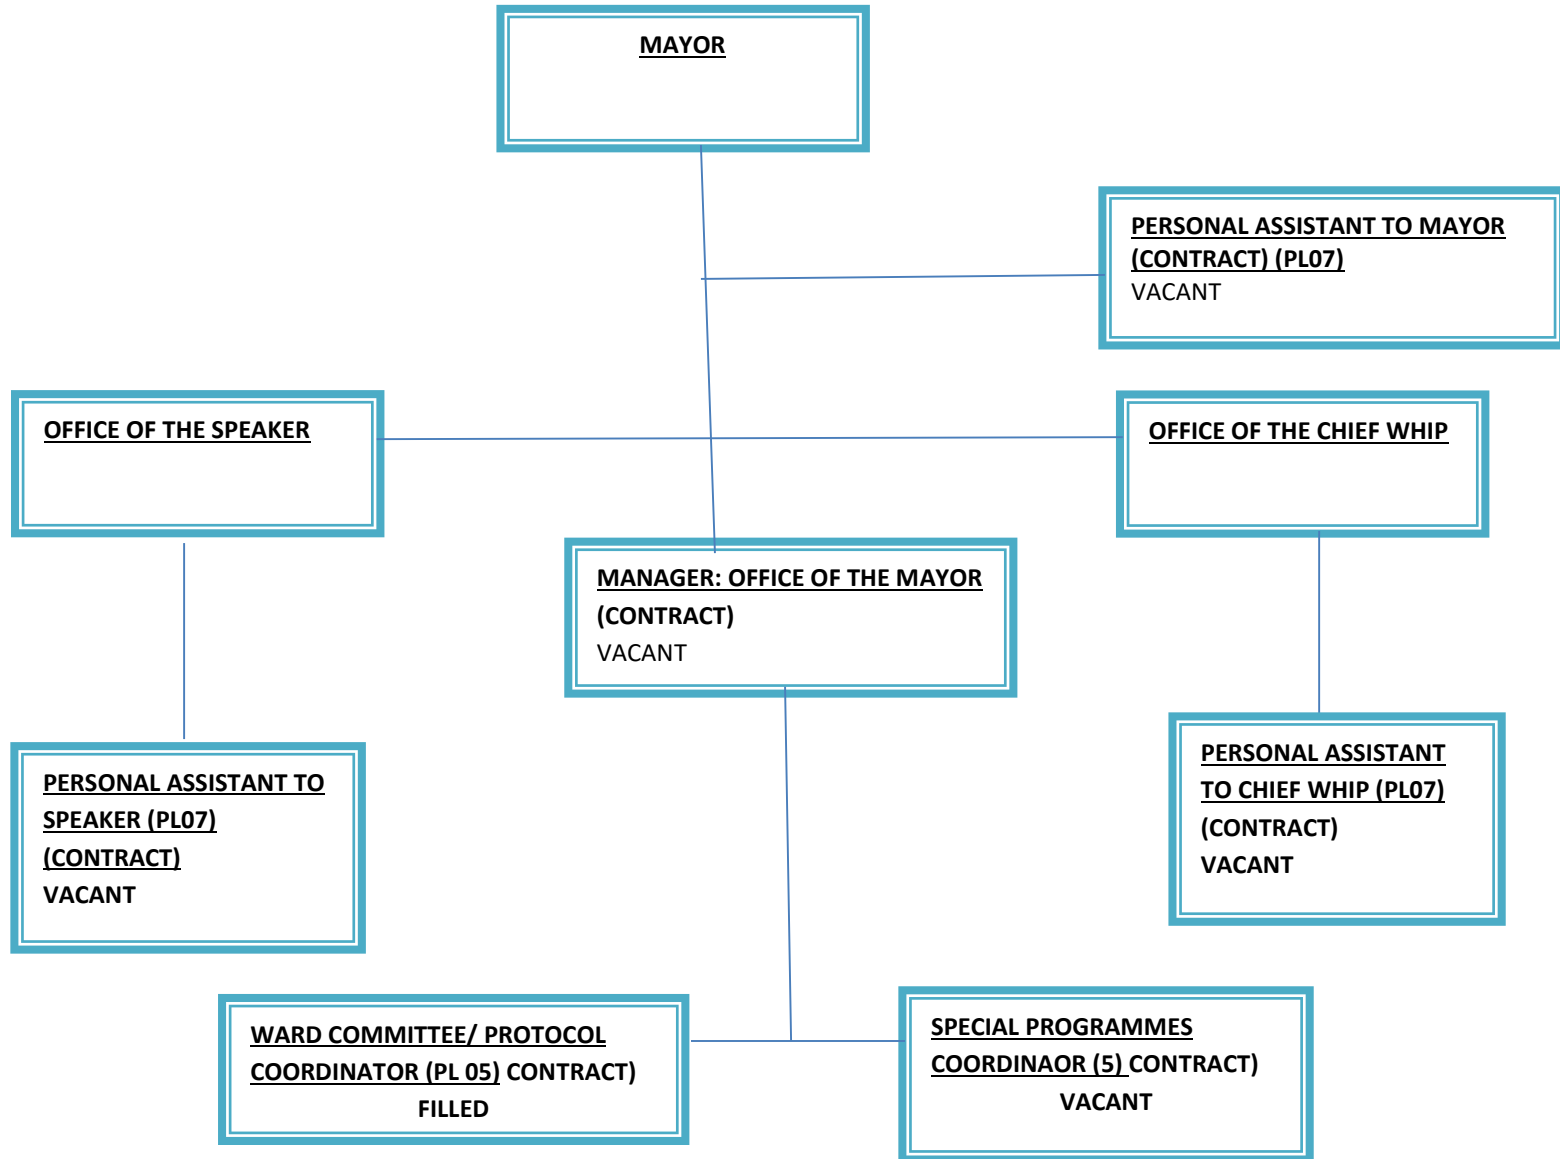 MAYOR
PERSONAL ASSISTANT TO MAYOR
(CONTRACT) (PL07)
VACANT
OFFICE OF THE SPEAKER
OFFICE OF THE CHIEF WHIP
MANAGER: OFFICE OF THE MAYOR
(CONTRACT)
VACANT
PERSONAL ASSISTANT TO
SPEAKER (PL07)
(CONTRACT)
VACANT
PERSONAL ASSISTANT
TO CHIEF WHIP (PL07)
(CONTRACT)
VACANT
WARD COMMITTEE/ PROTOCOL
COORDINATOR (PL 05) CONTRACT)
FILLED
SPECIAL PROGRAMMES
COORDINAOR (5) CONTRACT)
VACANT